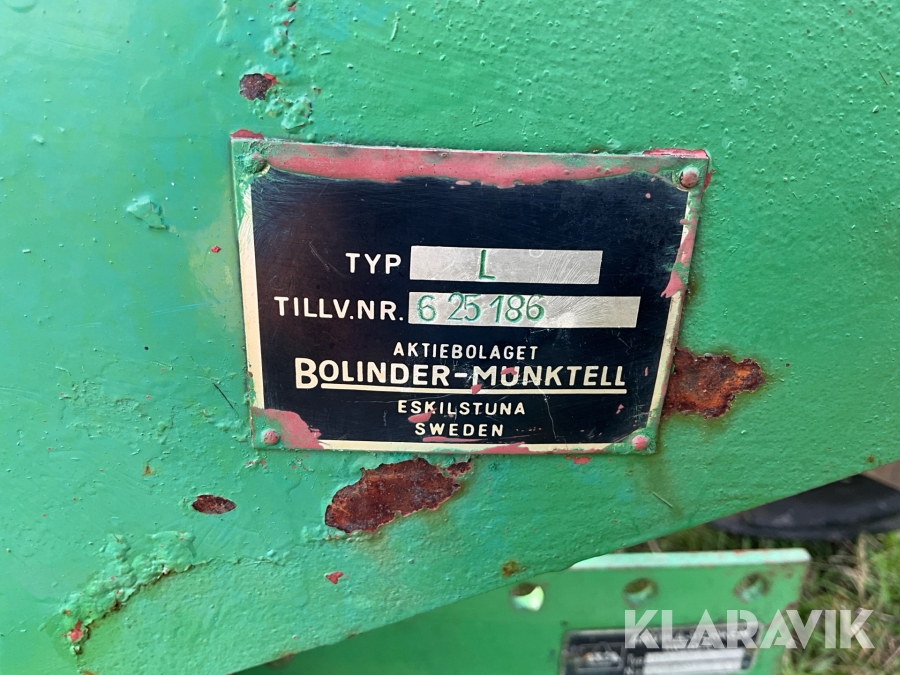 TYP L
TILLV.NR. 6 25 186
AKTIEBOLAGET
BOLINDER-MUNKTELL
ESKILSTUNA
SWEDEN
KLARAVIK